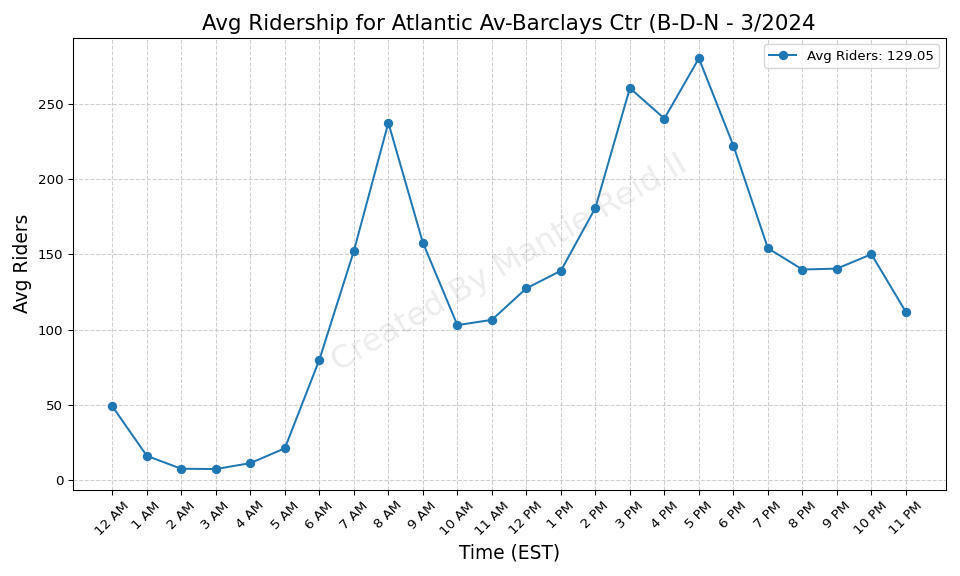 Avg Ridership for Atlantic Av-Barclays Ctr (B-D-N - 3/2024
Avg Riders: 129.05
Avg Riders
250
200
150
100
50
0
Created By Mantie Reid II
12 AM
1 AM
2 AM
3 AM
4 AM
5 AM
6 AM
7 AM
8 AM
9 AM
10 AM
11 AM
12 PM
1 PM
2 PM
3 PM
4 PM
5 PM
6 PM
7 PM
8 PM
9 PM
10 PM
11 PM
Time (EST)